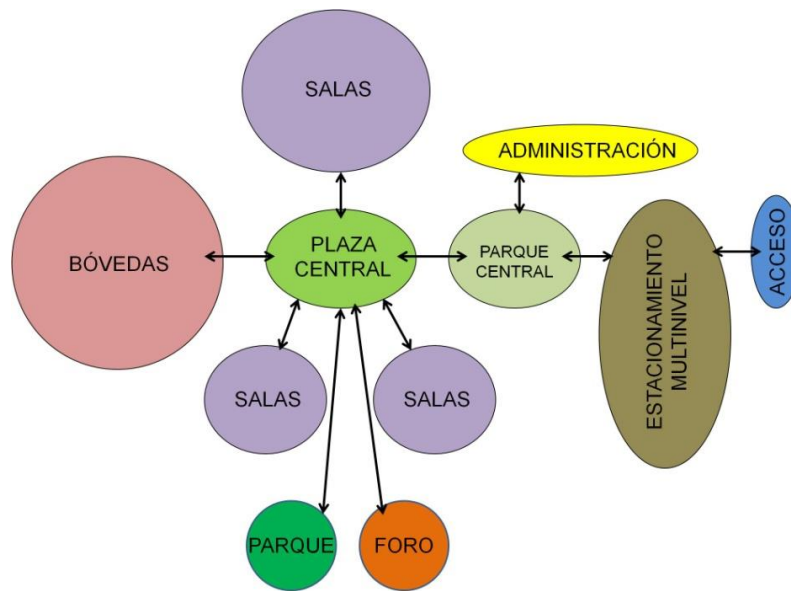 SALAS
ADMINISTRACIÓN
BÓVEDAS
PLAZA
CENTRAL
PARQUE
CENTRAL
ESTACIONAMIENTO
MULTINIVEL
ACCESO
SALAS
SALAS
PARQUE
FORO